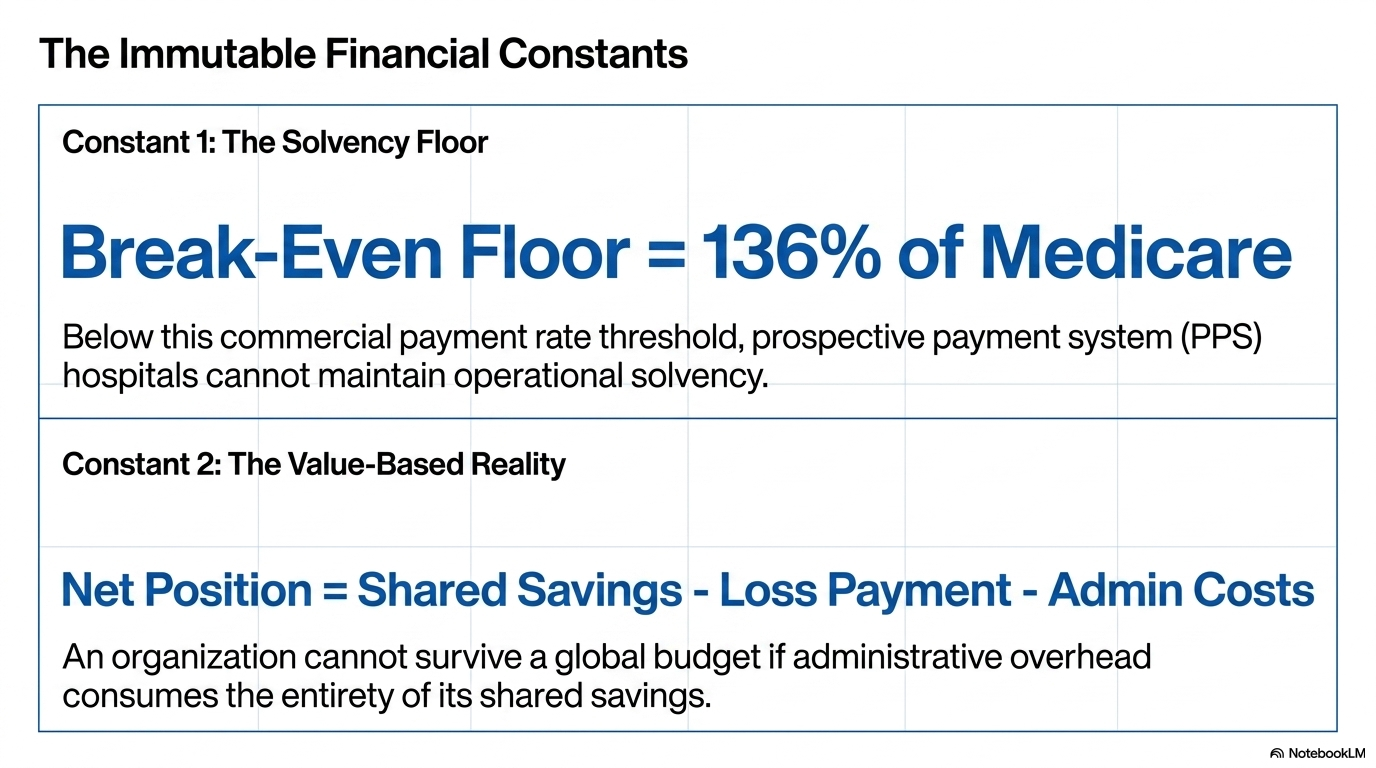 The Immutable Financial Constants
Constant 1: The Solvency Floor
Break-Even Floor = 136% of Medicare
Below this commercial payment rate threshold, prospective payment system (PPS)
hospitals cannot maintain operational solvency.
Constant 2: The Value-Based Reality
Net Position = Shared Savings - Loss Payment - Admin Costs
An organization cannot survive a global budget if administrative overhead
consumes the entirety of its shared savings.
NotebookLM